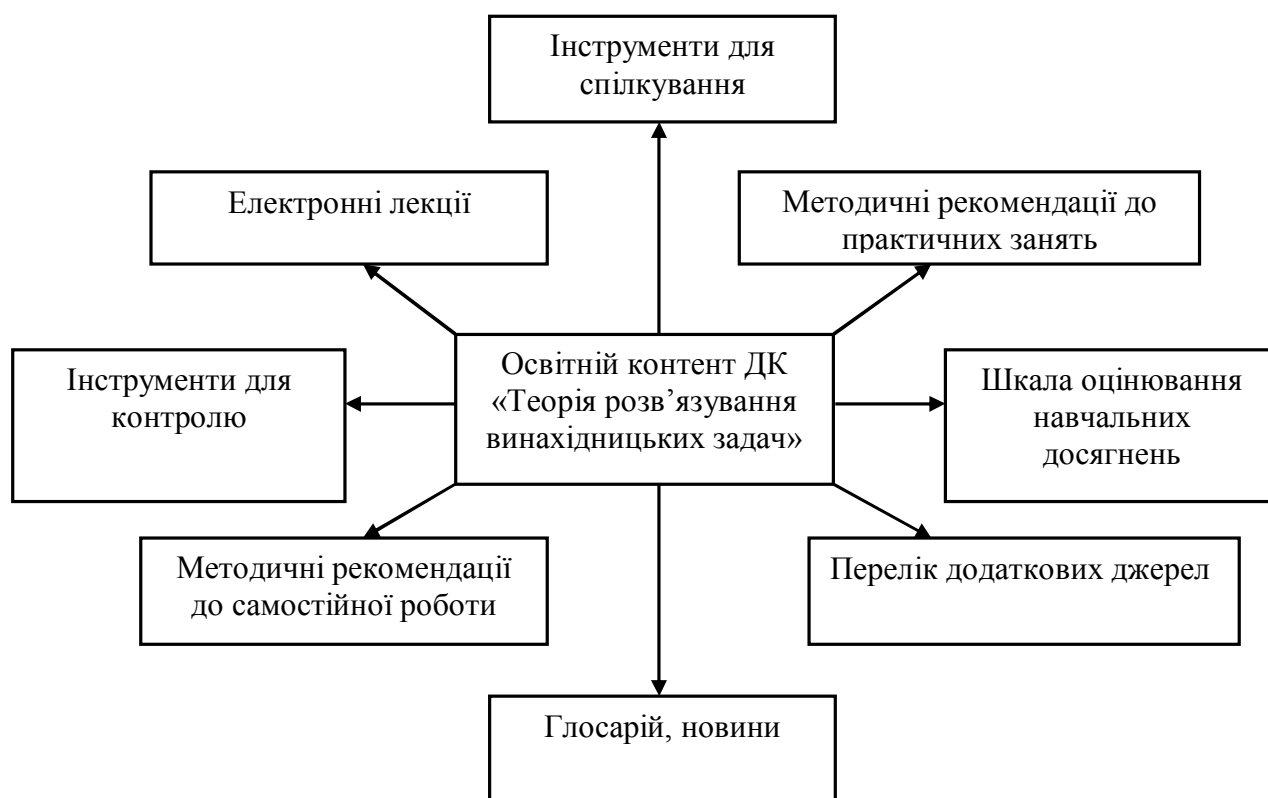 Інструменти для
спілкування
Електронні лекції
Методичні рекомендації до
практичних занять
Інструменти для
контролю
Освітній контент ДК
«Теорія розв’язування
винахідницьких задач»
Шкала оцінювання
навчальних
досягнень
Методичні рекомендації
до самостійної роботи
Перелік додаткових джерел
Глосарій, новини